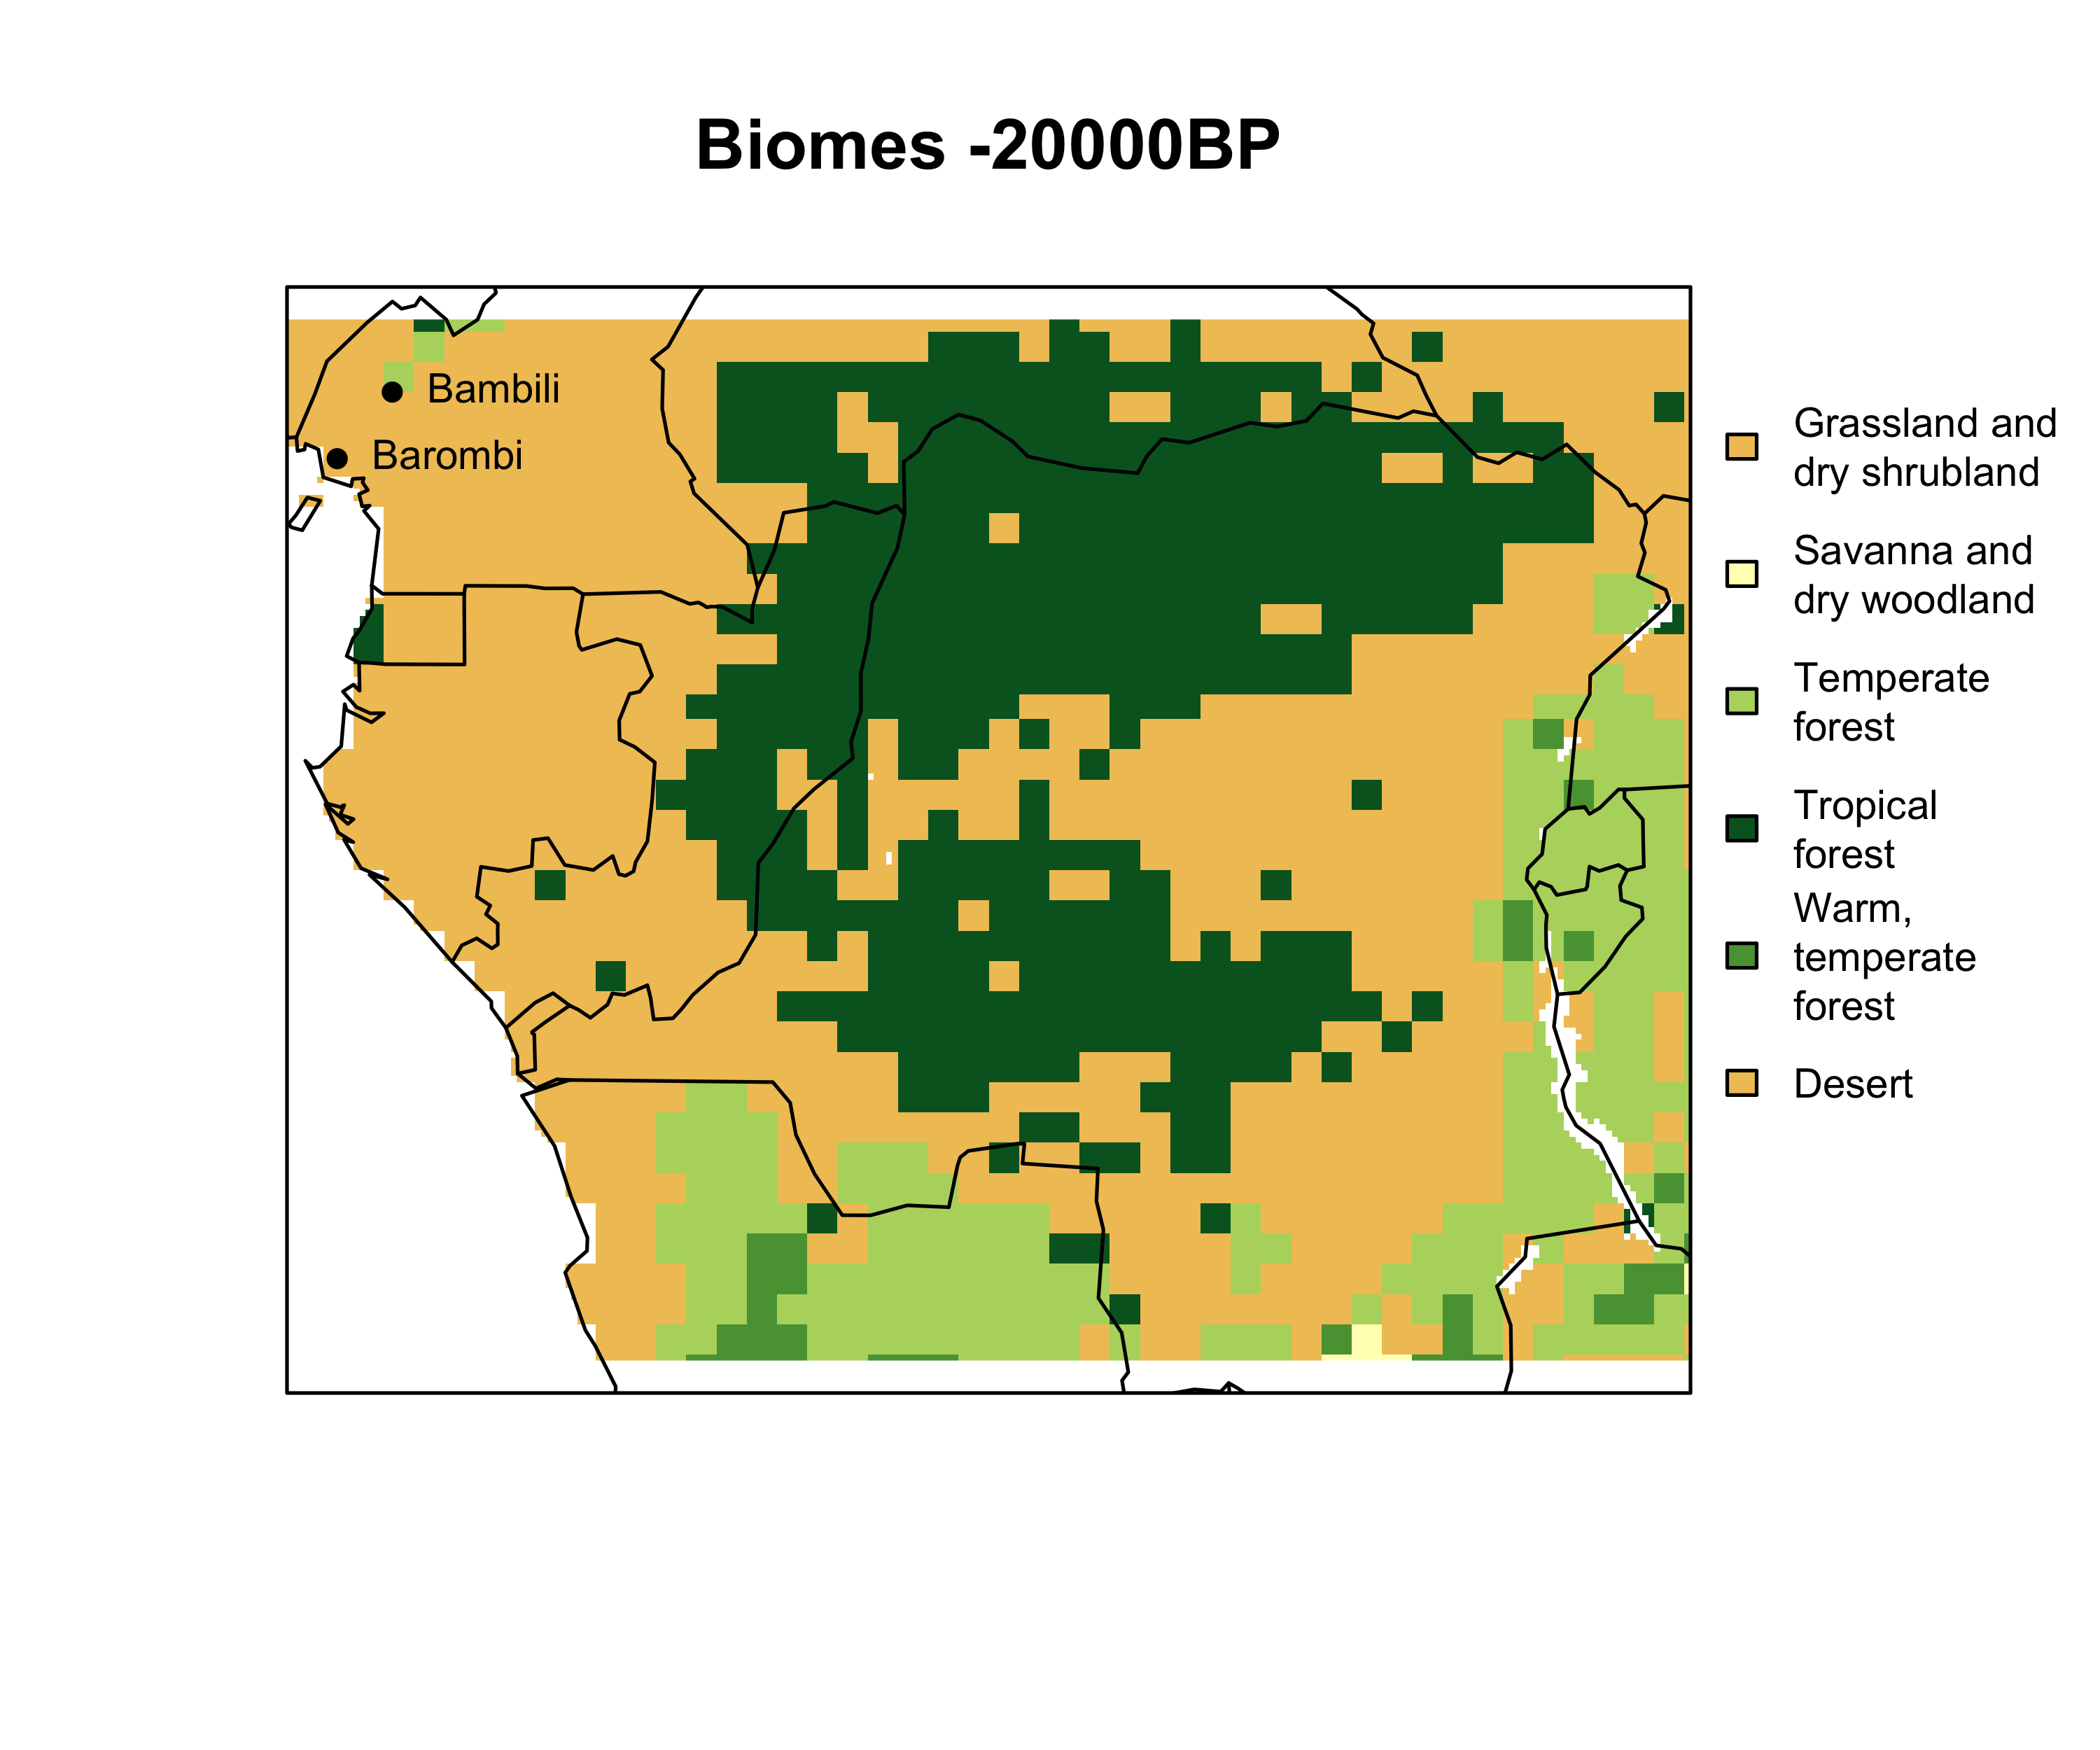 Biomes -20000BP
Bambili
Barombi
Grassland and
dry shrubland
Savanna and
dry woodland
Temperate
forest
Tropical
forest
Warm,
temperate
forest
Desert